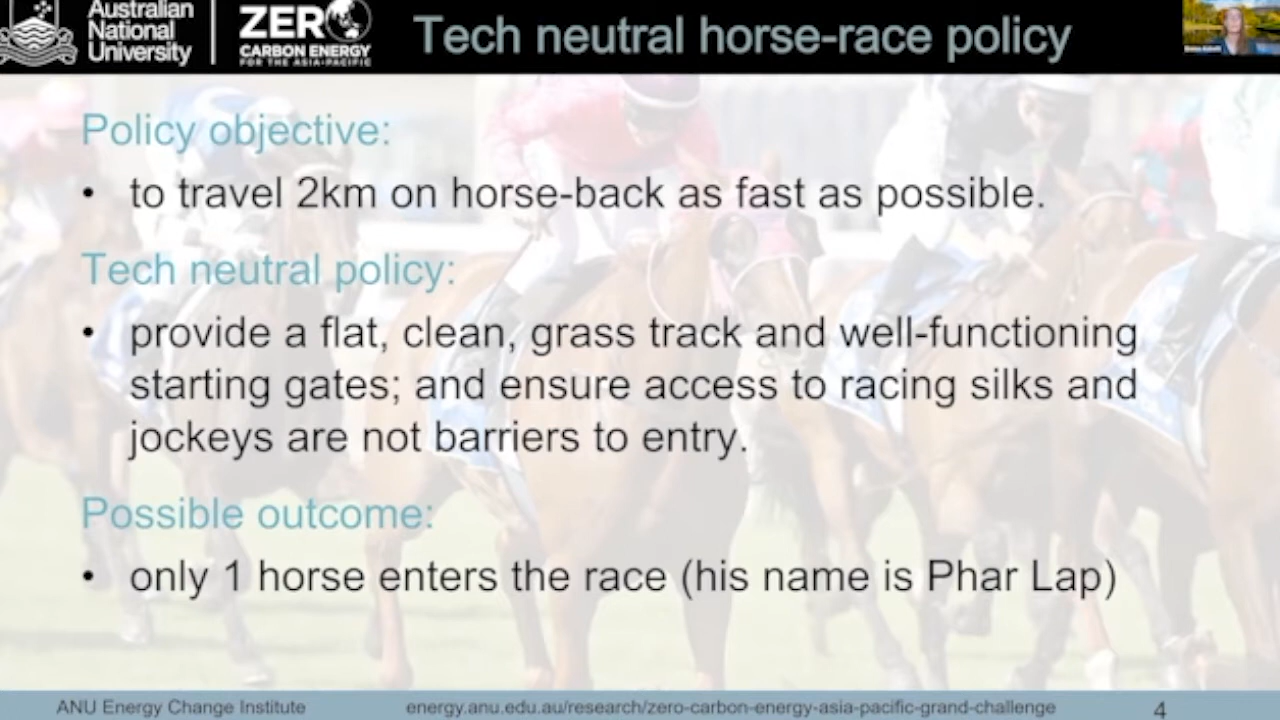 Australian
National
University
ZERO
CARBON ENERGY
FOR THE ASIA-PACIFIC
Tech neutral horse-race policy
Policy objective:
• to travel 2km on horse-back as fast as possible.
Tech neutral policy:
• provide a flat, clean, grass track and well-functioning
starting gates; and ensure access to racing silks and
jockeys are not barriers to entry.
Possible outcome:
• only 1 horse enters the race (his name is Phar Lap)
ANU Energy Change Institute
energy.anu.edu.au/research/zero-carbon-energy-asia-pacific-grand-challenge
4